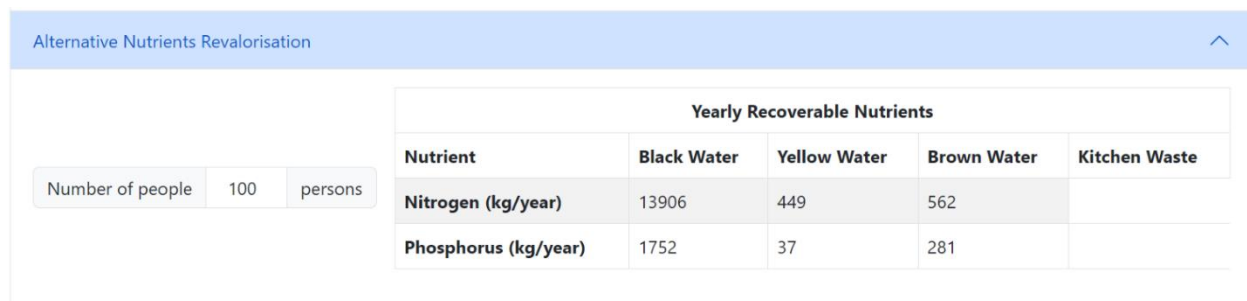 Alternative Nutrients Revalorisation
Yearly Recoverable Nutrients
Nutrient Black Water Yellow Water Brown Water Kitchen Waste
Number of people 100 persons
Nitrogen (kg/year) 13906 449 562
Phosphorus (kg/year) 1752 37 281